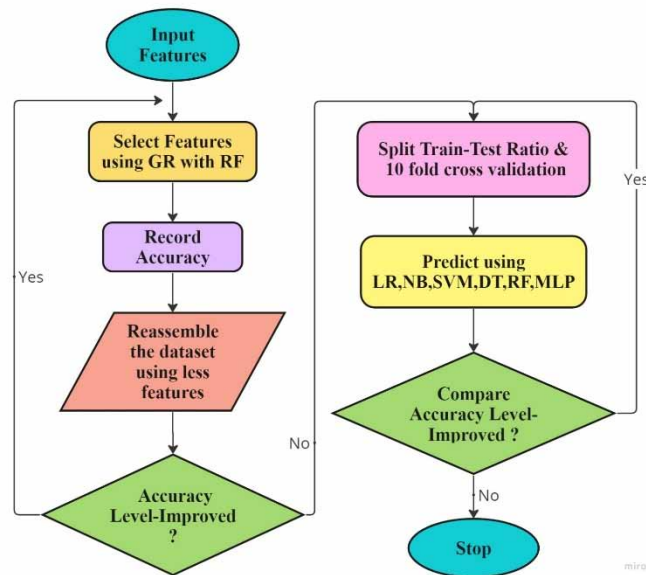 Input
Features
Select Features
using GR with RF
Record
Accuracy
Yes
Reassemble
the dataset
using less
features
Accuracy
Level-Improved
?
No
Split Train-Test Ratio &
10 fold cross validation
Yes
Predict using
LR,NB,SVM,DT,RF,MLP
Compare
Accuracy Level-
Improved ?
No
Stop
miro